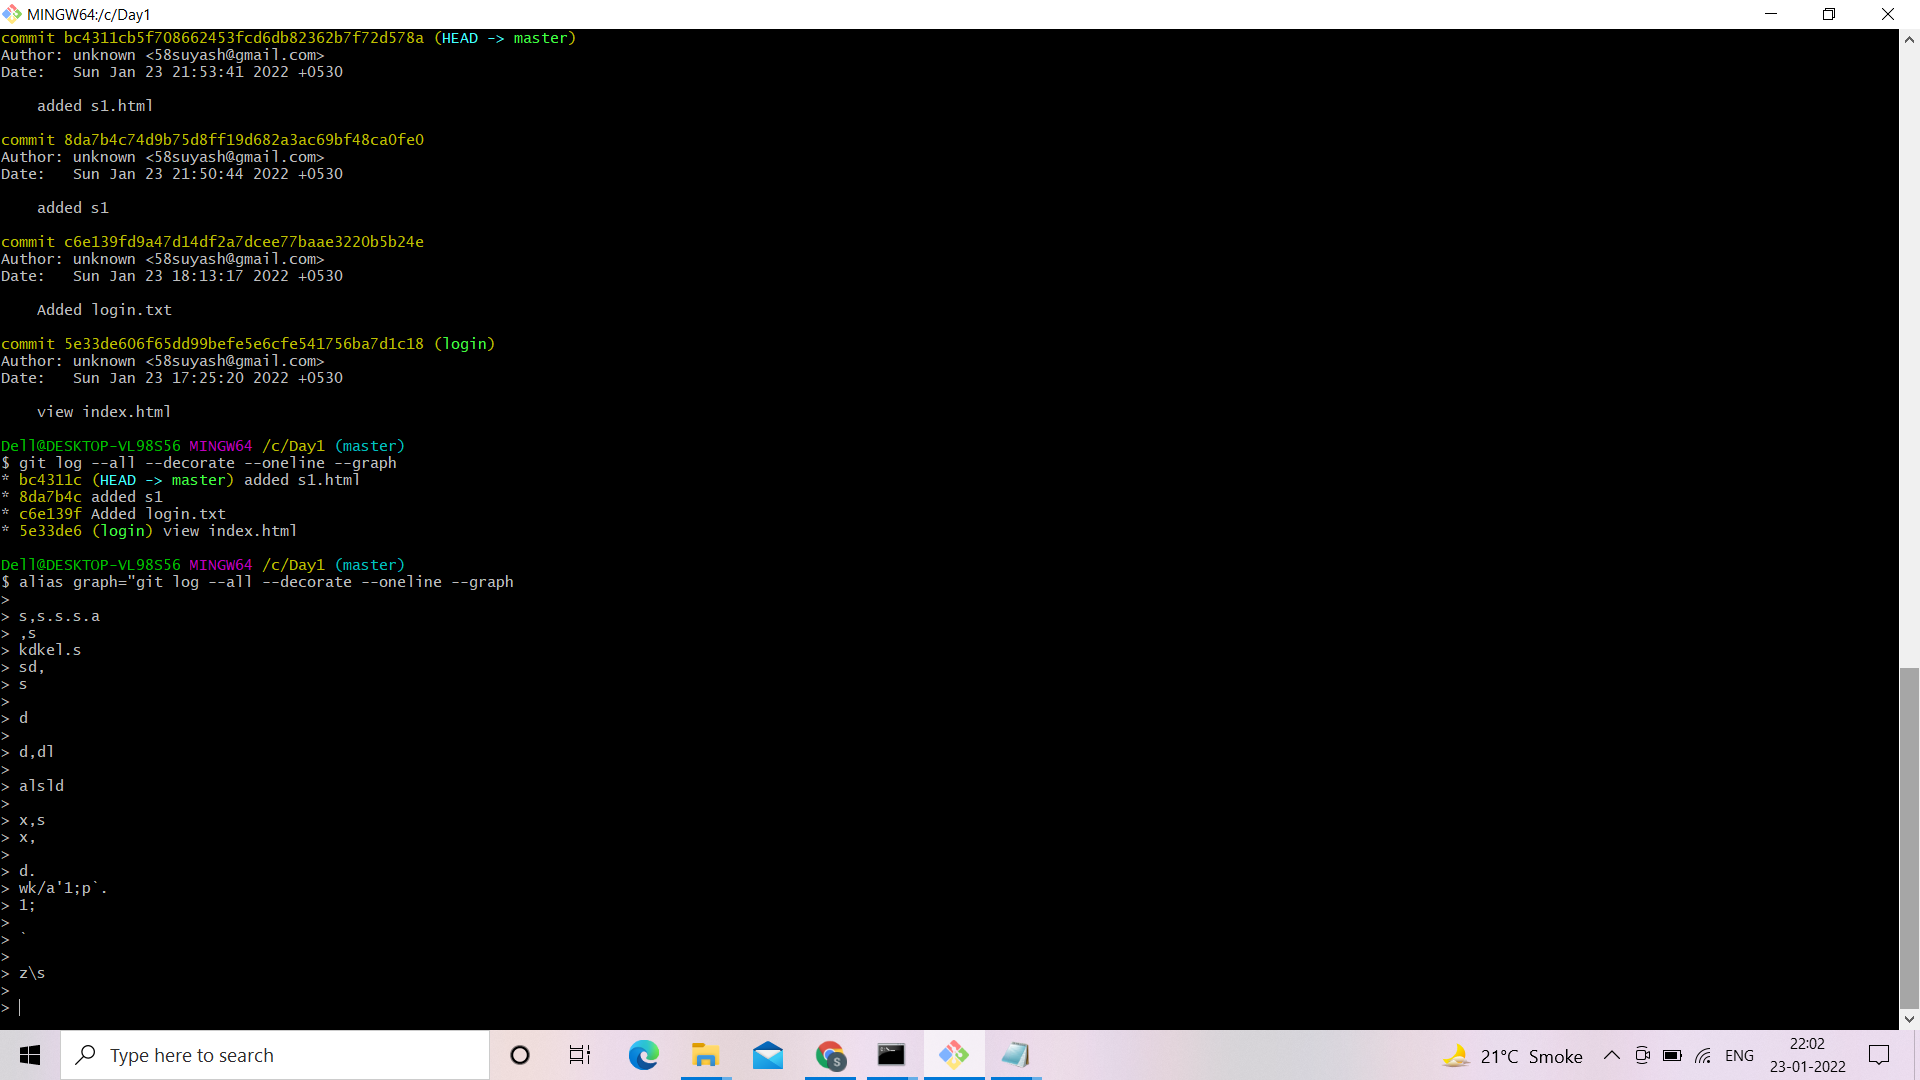 MINGW64:/c/Day1
commit bc4311cb5f708662453fcd6db82362b7f72d578a (HEAD -> master)
Author: unknown <58suyash@gmail.com>
Date:   Sun Jan 23 21:53:41 2022 +0530
    added s1.html
commit 8da7b4c74d9b75d8ff19d682a3ac69bf48ca0fe0
Author: unknown <58suyash@gmail.com>
Date:   Sun Jan 23 21:50:44 2022 +0530
    added s1
commit c6e139fd9a47d14df2a7dcee77baae3220b5b24e
Author: unknown <58suyash@gmail.com>
Date:   Sun Jan 23 18:13:17 2022 +0530
    Added login.txt
commit 5e33de606f65dd99befe5e6cfe541756ba7d1c18 (login)
Author: unknown <58suyash@gmail.com>
Date:   Sun Jan 23 17:25:20 2022 +0530
    view index.html
Dell@DESKTOP-VL98S56 MINGW64 /c/Day1 (master)
$ git log --all --decorate --oneline --graph
* bc4311c (HEAD -> master) added s1.html
* 8da7b4c added s1
* c6e139f Added login.txt
* 5e33de6 (login) view index.html
Dell@DESKTOP-VL98S56 MINGW64 /c/Day1 (master)
$ alias graph="git log --all --decorate --oneline --graph
>
> s,s.s.s.a
> ,s
> kdkel.s
> sd,
> s
>
> d
>
> d,dl
>
> alsld
>
> x,s
> x,
>
> d.
> wk/a'1;p`.
> 1;
>
> `
>
> z\s
>
>
Type here to search
21°C Smoke
ENG
22:02
23-01-2022